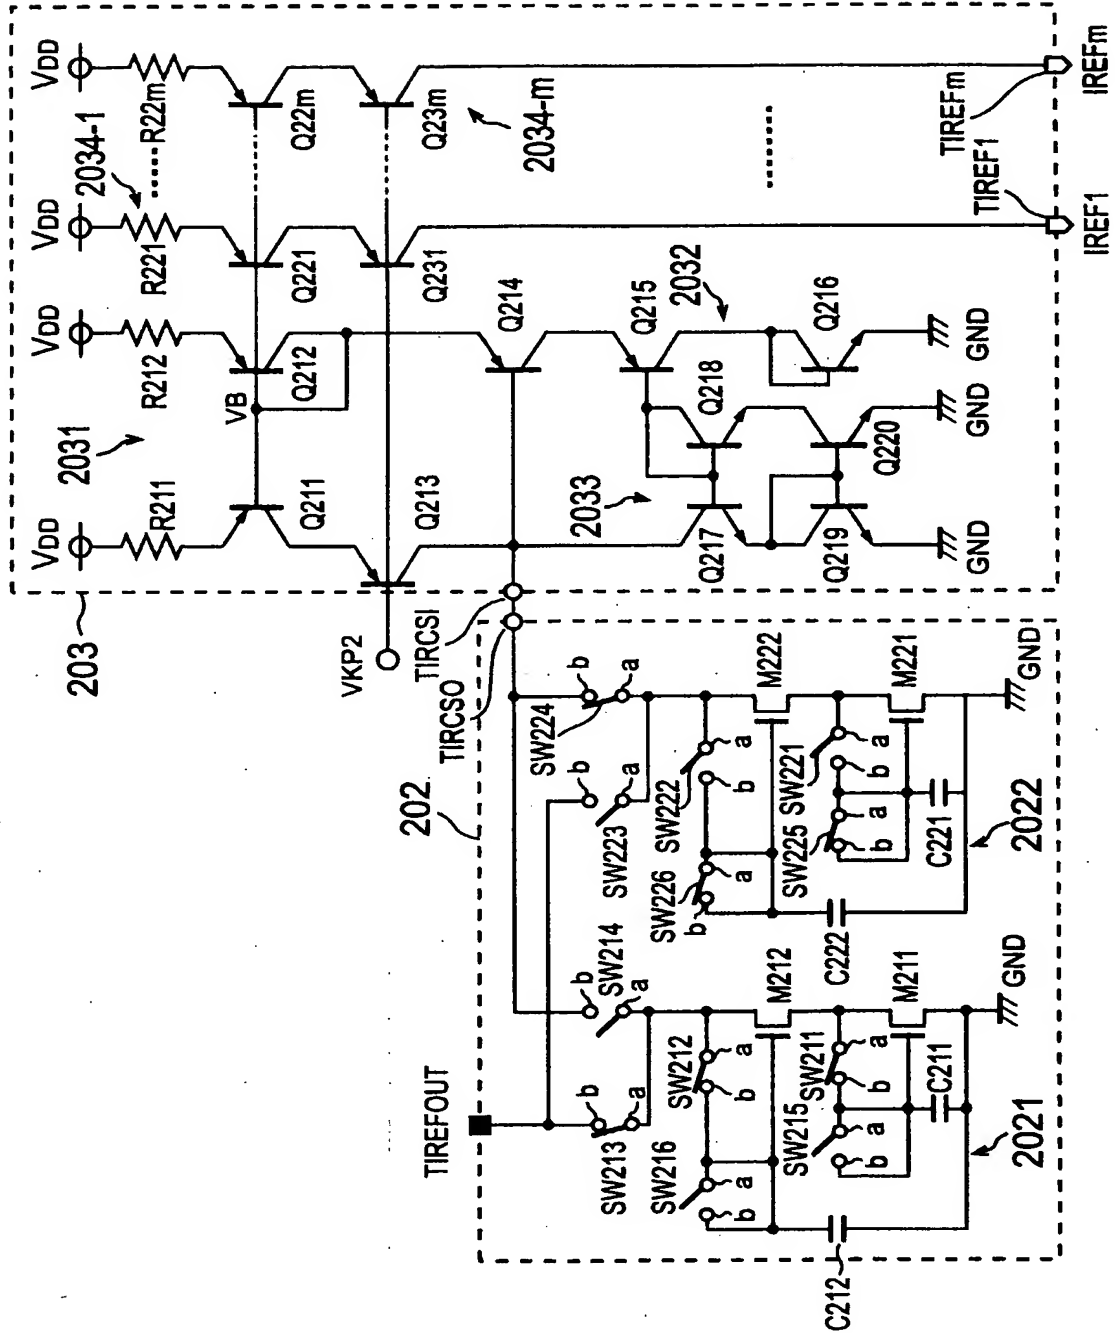 VDD
VDD
VDD
VDD
2034-1
R211
R212
R221
R22m
2031
VB
Q211
Q212
Q221
Q22m
203
VKP2
Q213
Q231
Q23m
2034-m
TIRCSI
TIRCSO
Q214
Q215
2032
2033
Q218
Q216
Q217
Q219
Q220
GND
GND
GND
TIREF1
TIREFm
IREF1
IREFm
202
TIREFOUT
b
b
b
b
SW213
a
SW214
a
SW223
a
SW224
a
SW216
SW212
SW226
SW222
a
b
a
b
a
b
a
b
M212
M222
SW215
SW211
SW225
SW221
a
b
a
b
a
b
a
b
M211
M221
C212
C211
C222
C221
2021
2022
GND
GND